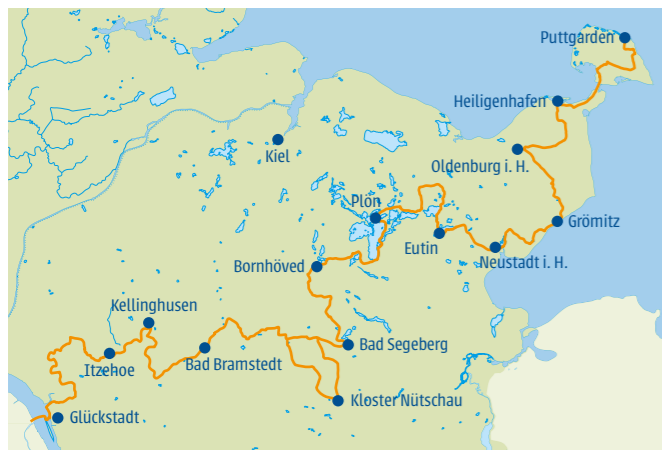 Puttgarden
Heiligenhafen
Kiel
Oldenburg i. H.
Plön
Grömitz
Eutin
Neustadt i. H.
Bornhöved
Kellinghusen
Bad Segeberg
Itzehoe
Bad Bramstedt
Kloster Nütschau
Glückstadt